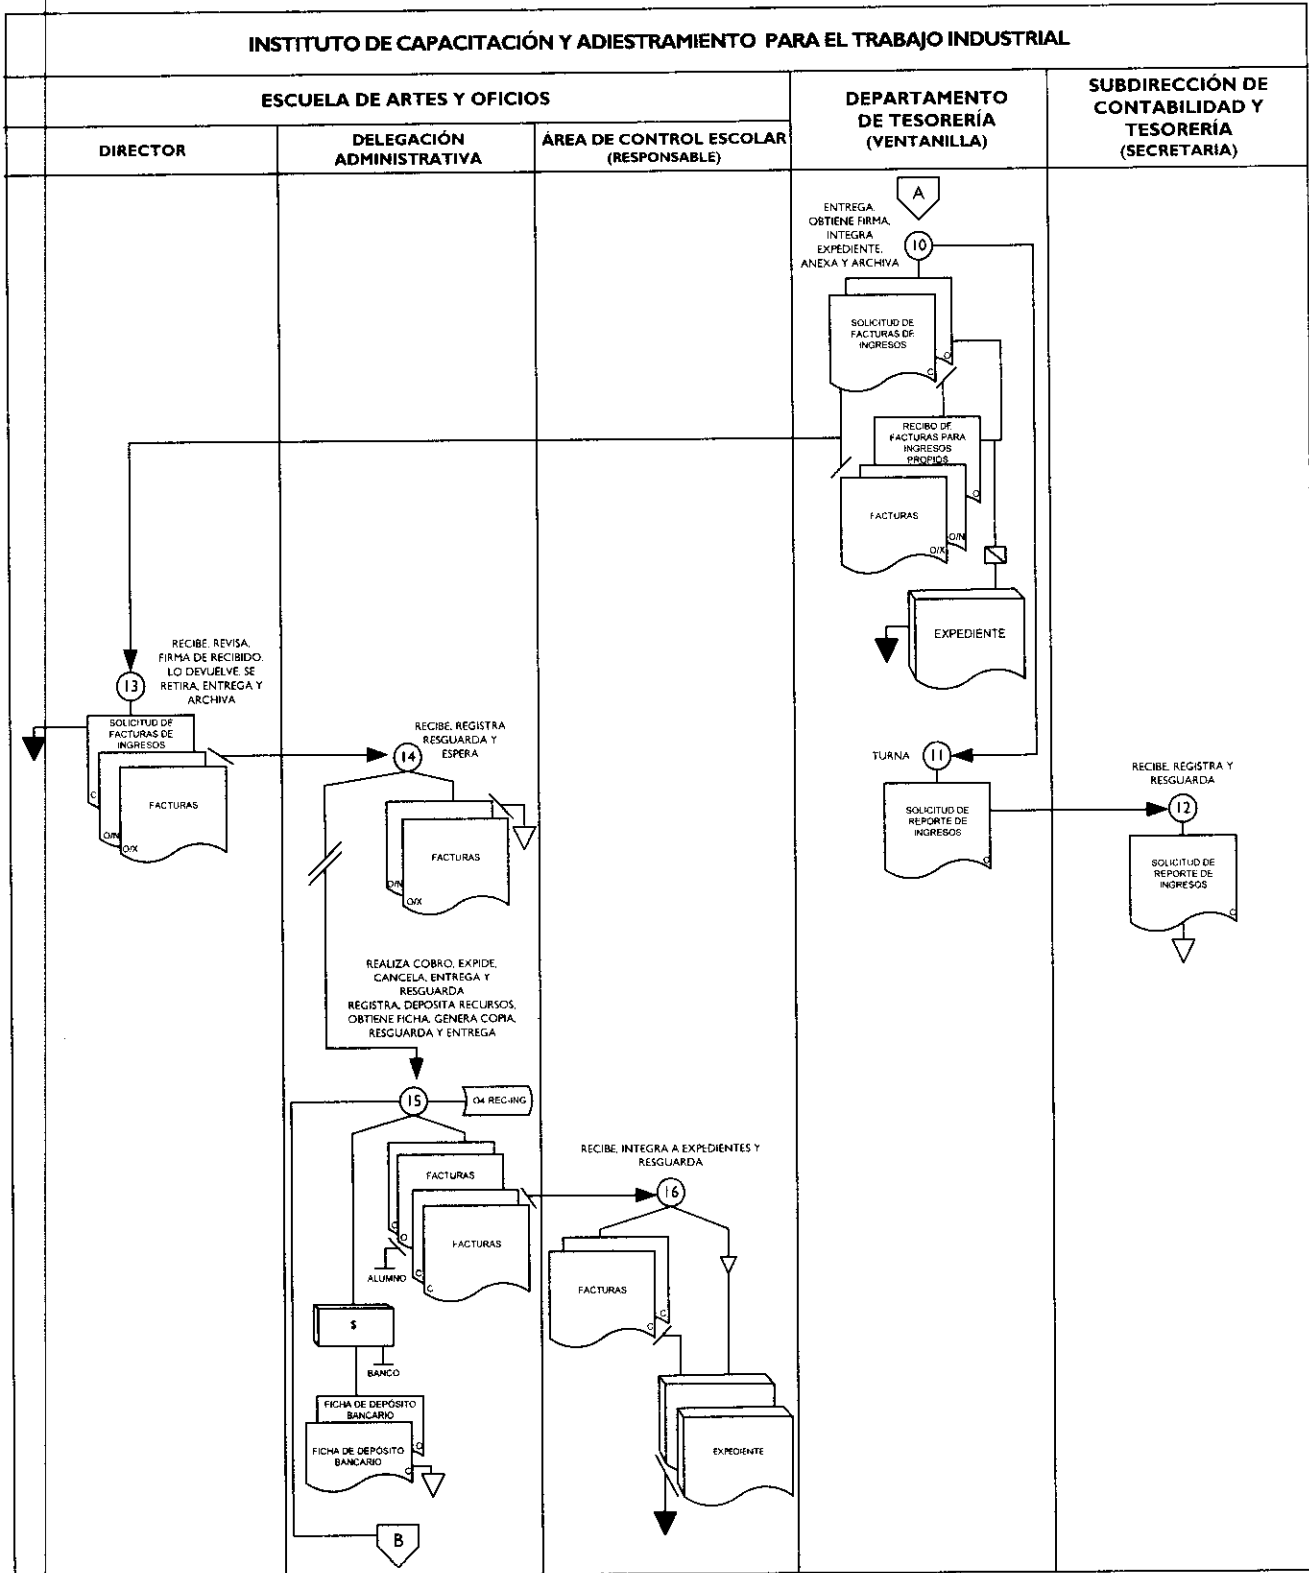 INSTITUTO DE CAPACITACIÓN Y ADIESTRAMIENTO PARA EL TRABAJO INDUSTRIAL
ESCUELA DE ARTES Y OFICIOS
DEPARTAMENTO
DE TESORERÍA
(VENTANILLA)
SUBDIRECCIÓN DE
CONTABILIDAD Y
TESORERÍA
(SECRETARIA)
DIRECTOR
DELEGACIÓN
ADMINISTRATIVA
ÁREA DE CONTROL ESCOLAR
(RESPONSABLE)
A
ENTREGA,
OBTIENE FIRMA,
INTEGRA
EXPEDIENTE,
ANEXA Y ARCHIVA
10
SOLICITUD DE
FACTURAS DE
INGRESOS
O
C
RECIBO DE
FACTURAS PARA
INGRESOS
PROPIOS
O
FACTURAS
O/N
O/X
EXPEDIENTE
RECIBE, REVISA,
FIRMA DE RECIBIDO,
LO DEVUELVE, SE
RETIRA, ENTREGA Y
ARCHIVA
13
SOLICITUD DE
FACTURAS DE
INGRESOS
C
FACTURAS
O/N
O/X
RECIBE, REGISTRA
RESGUARDA Y
ESPERA
14
FACTURAS
O/N
O/X
TURNA
11
SOLICITUD DE
REPORTE DE
INGRESOS
O
RECIBE, REGISTRA Y
RESGUARDA
12
SOLICITUD DE
REPORTE DE
INGRESOS
O
REALIZA COBRO, EXPIDE,
CANCELA, ENTREGA Y
RESGUARDA
REGISTRA, DEPOSITA RECURSOS,
OBTIENE FICHA, GENERA COPIA,
RESGUARDA Y ENTREGA
15
04 REC-ING
FACTURAS
O
O
FACTURAS
C
C
ALUMNO
RECIBE, INTEGRA A EXPEDIENTES Y
RESGUARDA
16
FACTURAS
C
C
$
BANCO
FICHA DE DEPÓSITO
BANCARIO
O
FICHA DE DEPÓSITO
BANCARIO
C
EXPEDIENTE
B